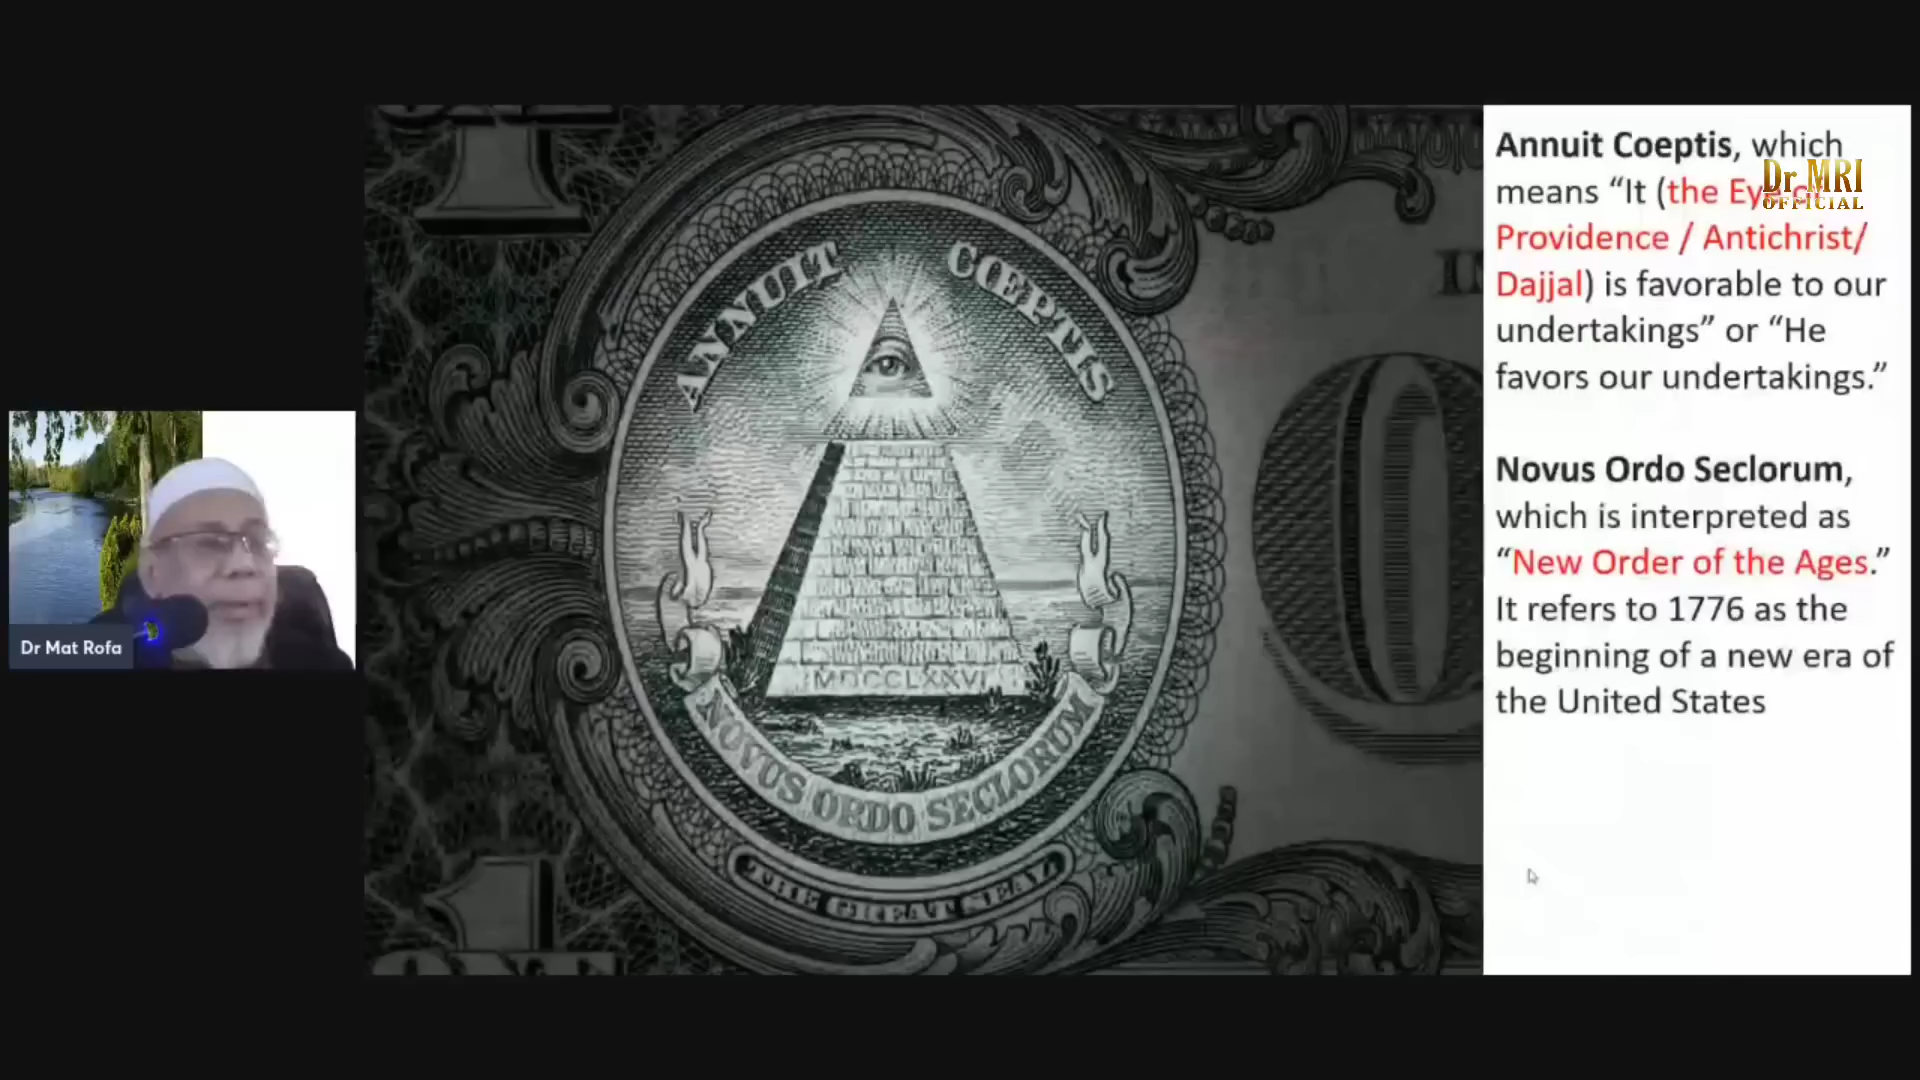 ANNUIT CŒPTIS
MDCCLXXVI
NOVUS ORDO SECLORUM
THE GREAT SEAL
Dr Mat Rofa
Annuit Coeptis, which
means “It (the Eye of
Providence / Antichrist/
Dajjal) is favorable to our
undertakings” or “He
favors our undertakings.”
Novus Ordo Seclorum,
which is interpreted as
“New Order of the Ages.”
It refers to 1776 as the
beginning of a new era of
the United States
Dr MRI
OFFICIAL